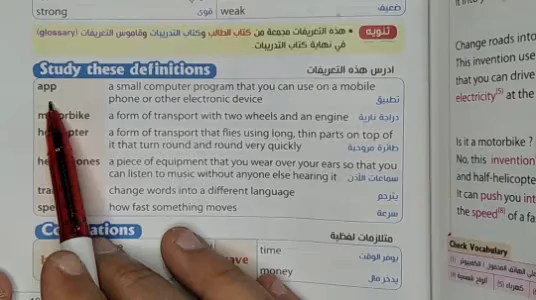 strong قوى weak ضعيف
تنويه • هذه التعريفات مجمعة من كتاب الطالب وكتاب التدريبات وقاموس التعريفات (glossary)
في نهاية كتاب التدريبات
Study these definitions ادرس هذه التعريفات
app a small computer program that you can use on a mobile
phone or other electronic device تطبيق
a form of transport with two wheels and an engine دراجة نارية
a form of transport that flies using long, thin parts on top of
it that turn round and round very quickly طائرة مروحية
a piece of equipment that you wear over your ears so that you
can listen to music without anyone else hearing it سماعات الأذن
change words into a different language يترجم
how fast something moves سرعة
متلازمات لفظية
time يوفر الوقت
money يدخر مال
Change roads into
This invention use
that you can drive
electricity(5) at the
Is it a motorbike ?
No, this invention
and half-helicopte
It can push you int
the speed(8) of a fa
Check Vocabulary